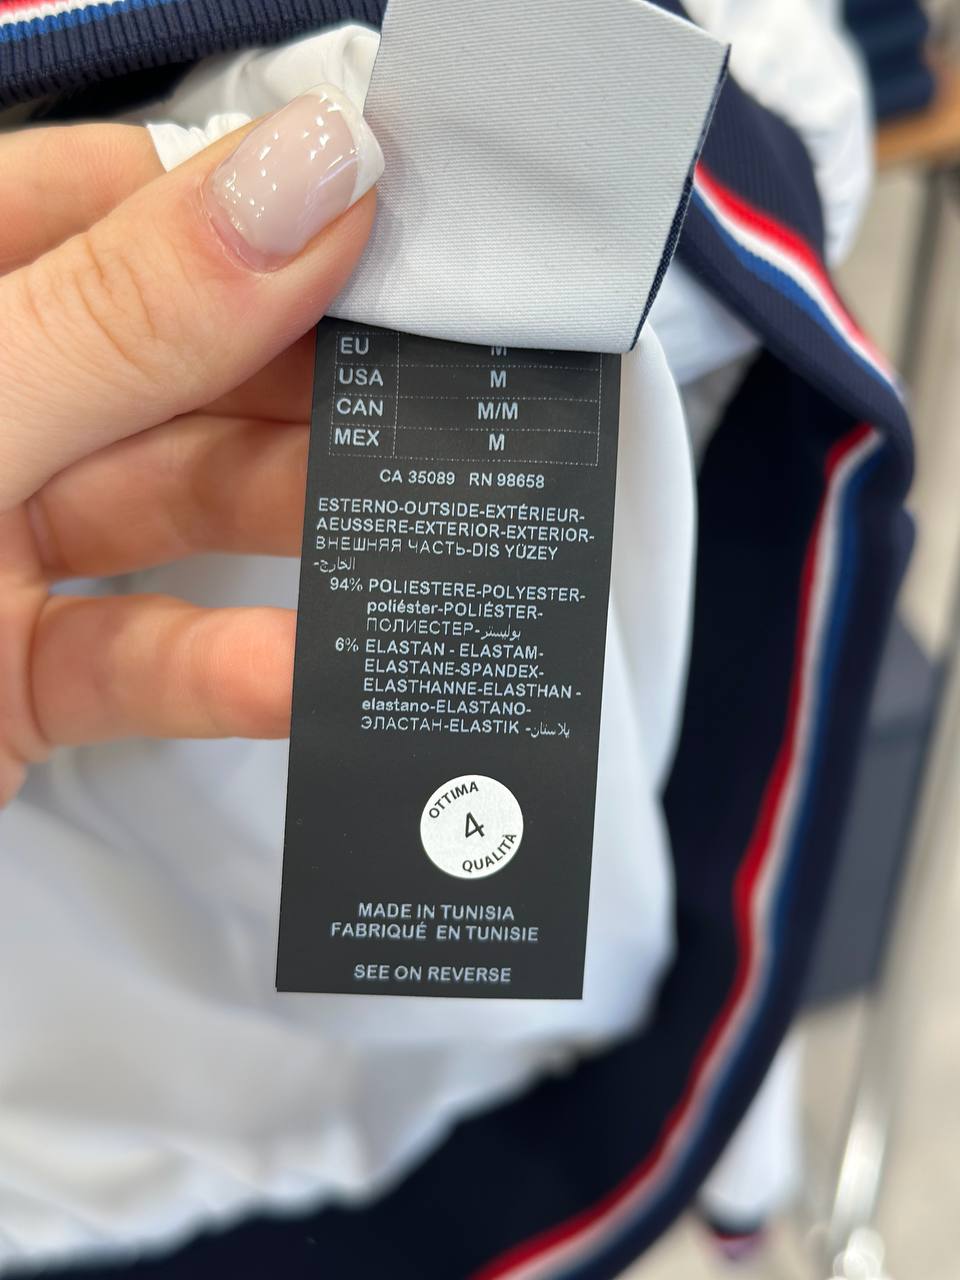 EU M
USA M
CAN M/M
MEX M
CA 35089 RN 98658
ESTERNO-OUTSIDE-EXTÉRIEUR-
AEUSSERE-EXTERIOR-EXTERIOR-
ВНЕШНЯЯ ЧАСТЬ-DIS YÜZEY
-الخارج
94% POLIESTERE-POLYESTER-
poliéster-POLIÉSTER-
ПОЛИЕСТЕР-بوليستر
6% ELASTAN - ELASTAM-
ELASTANE-SPANDEX-
ELASTHANNE-ELASTHAN -
elastano-ELASTANO-
ЭЛАСТАН-ELASTIK -يلاستان
OTTIMA
4
QUALITÀ
MADE IN TUNISIA
FABRIQUÉ EN TUNISIE
SEE ON REVERSE